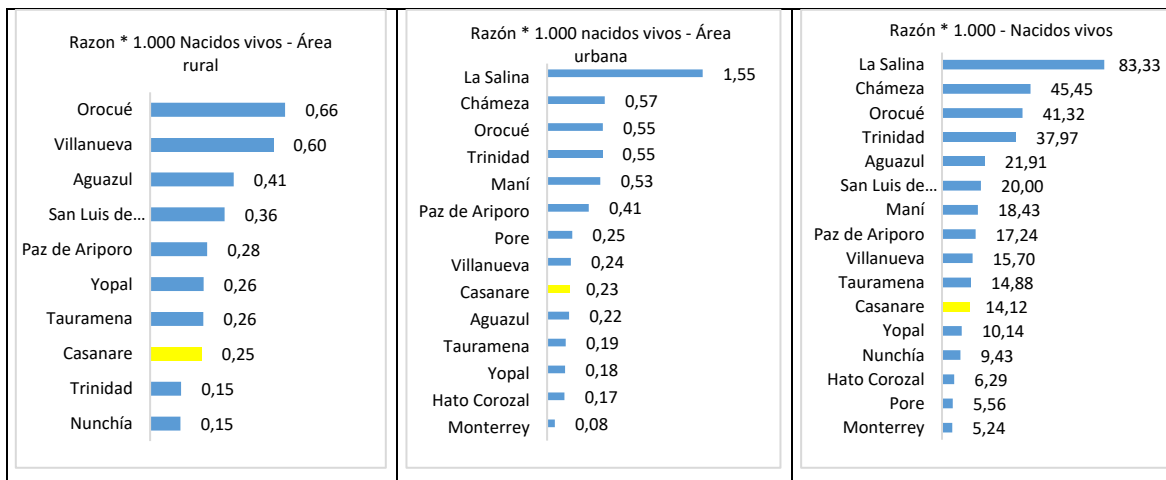 Razon * 1.000 Nacidos vivos - Área
rural
Orocué 0,66
Villanueva 0,60
Aguazul 0,41
San Luis de... 0,36
Paz de Ariporo 0,28
Yopal 0,26
Tauramena 0,26
Casanare 0,25
Trinidad 0,15
Nunchía 0,15
Razón * 1.000 nacidos vivos - Área
urbana
La Salina 1,55
Chámeza 0,57
Orocué 0,55
Trinidad 0,55
Maní 0,53
Paz de Ariporo 0,41
Pore 0,25
Villanueva 0,24
Casanare 0,23
Aguazul 0,22
Tauramena 0,19
Yopal 0,18
Hato Corozal 0,17
Monterrey 0,08
Razón * 1.000 - Nacidos vivos
La Salina 83,33
Chámeza 45,45
Orocué 41,32
Trinidad 37,97
Aguazul 21,91
San Luis de... 20,00
Maní 18,43
Paz de Ariporo 17,24
Villanueva 15,70
Tauramena 14,88
Casanare 14,12
Yopal 10,14
Nunchía 9,43
Hato Corozal 6,29
Pore 5,56
Monterrey 5,24